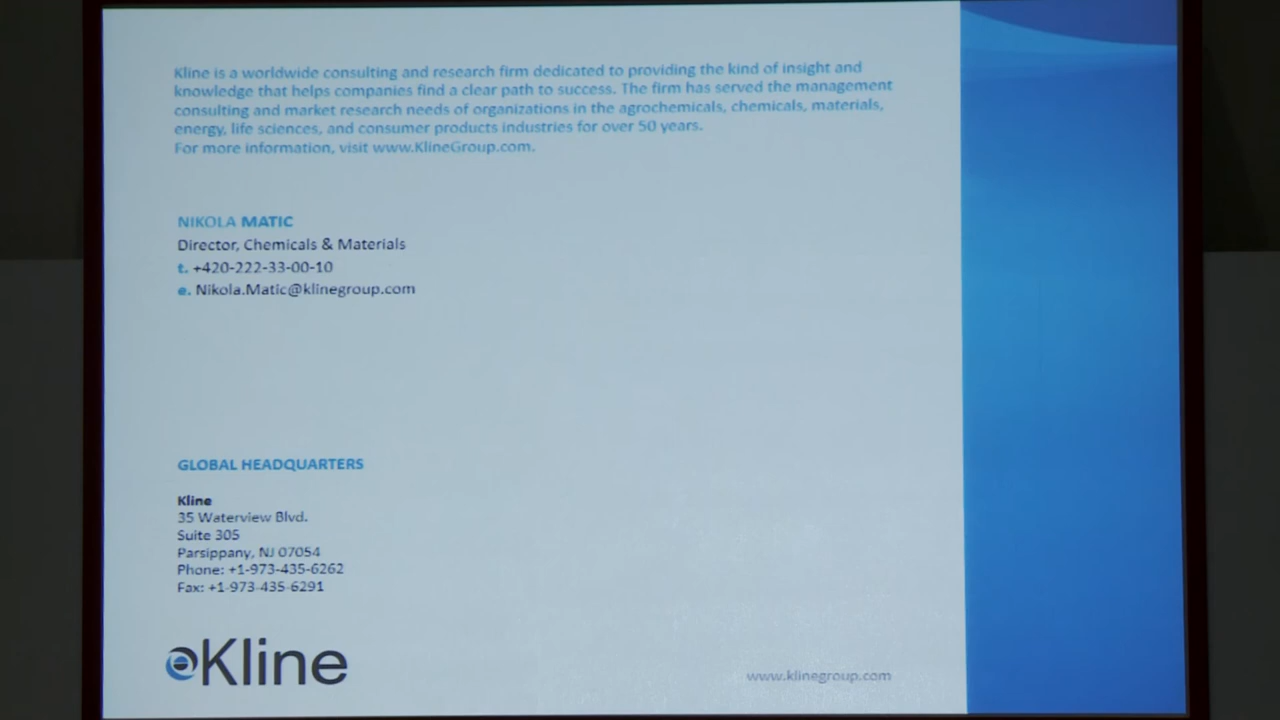 Kline is a worldwide consulting and research firm dedicated to providing the kind of insight and
knowledge that helps companies find a clear path to success. The firm has served the management
consulting and market research needs of organizations in the agrochemicals, chemicals, materials,
energy, life sciences, and consumer products industries for over 50 years.
For more information, visit www.KlineGroup.com.
NIKOLA MATIC
Director, Chemicals & Materials
t. +420-222-33-00-10
e. Nikola.Matic@klinegroup.com
GLOBAL HEADQUARTERS
Kline
35 Waterview Blvd.
Suite 305
Parsippany, NJ 07054
Phone: +1-973-435-6262
Fax: +1-973-435-6291
Kline
www.klinegroup.com